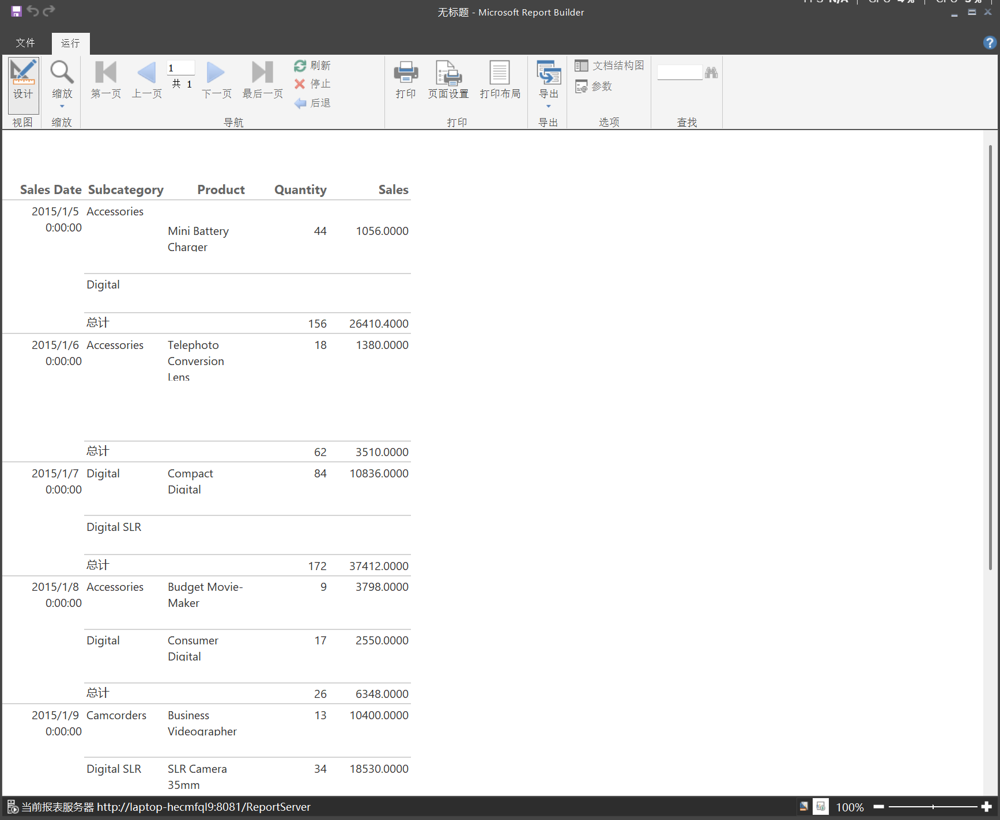 无标题 - Microsoft Report Builder
文件 运行
设计 缩放 第一页 上一页 1 共 1 下一页 最后一页 刷新 停止 后退 打印 页面设置 打印布局 导出 文档结构图 参数
视图 缩放 导航 打印 导出 选项 查找
Sales Date Subcategory Product Quantity Sales
2015/1/5 Accessories
0:00:00
Mini Battery 44 1056.0000
Charger
Digital
总计 156 26410.4000
2015/1/6 Accessories Telephoto 18 1380.0000
0:00:00 Conversion
Lens
总计 62 3510.0000
2015/1/7 Digital Compact 84 10836.0000
0:00:00 Digital
Digital SLR
总计 172 37412.0000
2015/1/8 Accessories Budget Movie- 9 3798.0000
0:00:00 Maker
Digital Consumer 17 2550.0000
Digital
总计 26 6348.0000
2015/1/9 Camcorders Business 13 10400.0000
0:00:00 Videographer
Digital SLR SLR Camera 34 18530.0000
35mm
当前报表服务器 http://laptop-hecmfql9:8081/ReportServer 100%